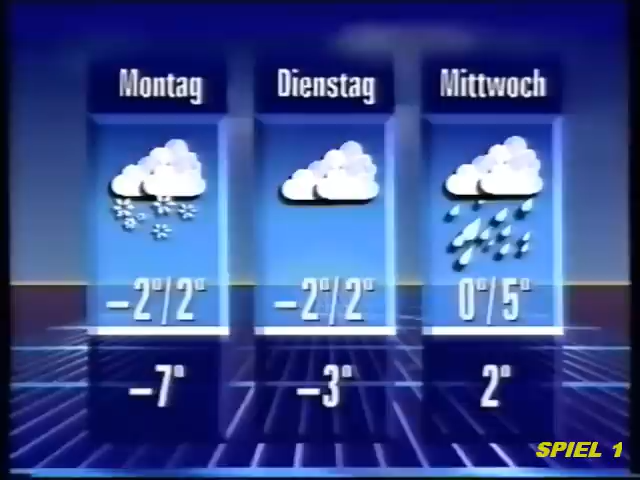 Montag Dienstag Mittwoch
–2°/2° –2°/2° 0°/5°
–7° –3° 2°
SPIEL 1